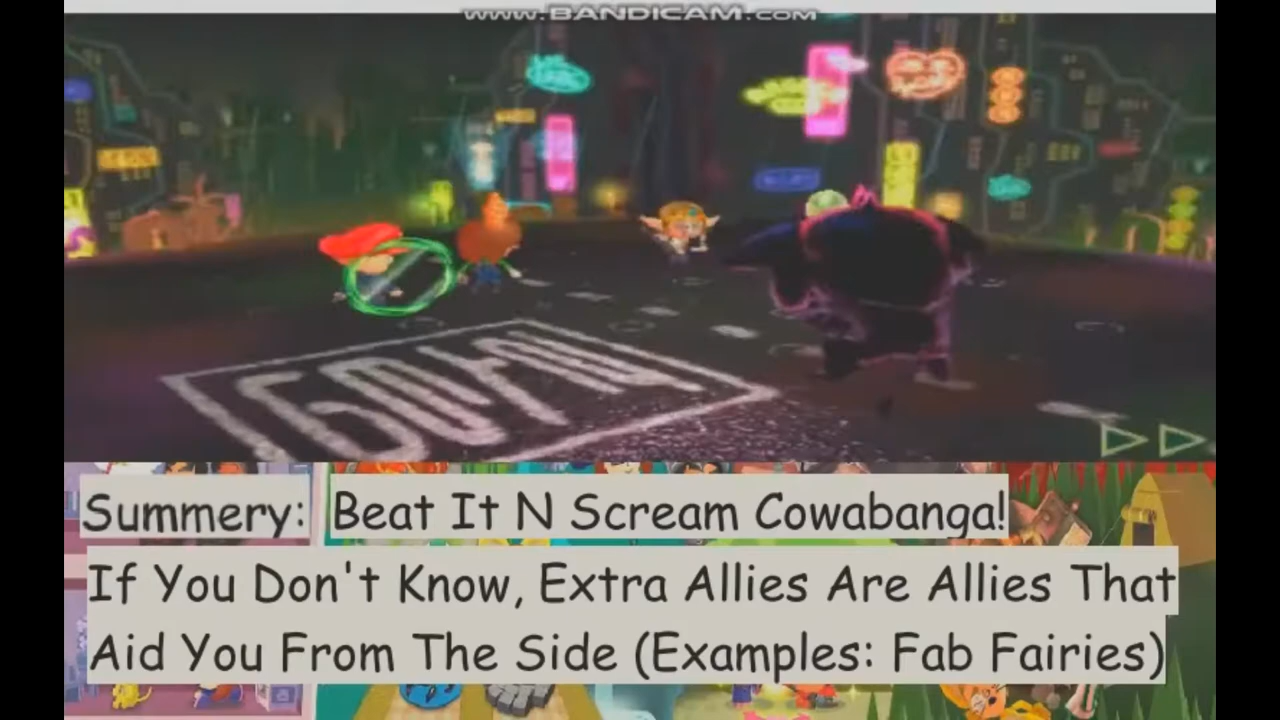 www.BANDICAM.com
Summery: Beat It N Scream Cowabanga!
If You Don't Know, Extra Allies Are Allies That
Aid You From The Side (Examples: Fab Fairies)